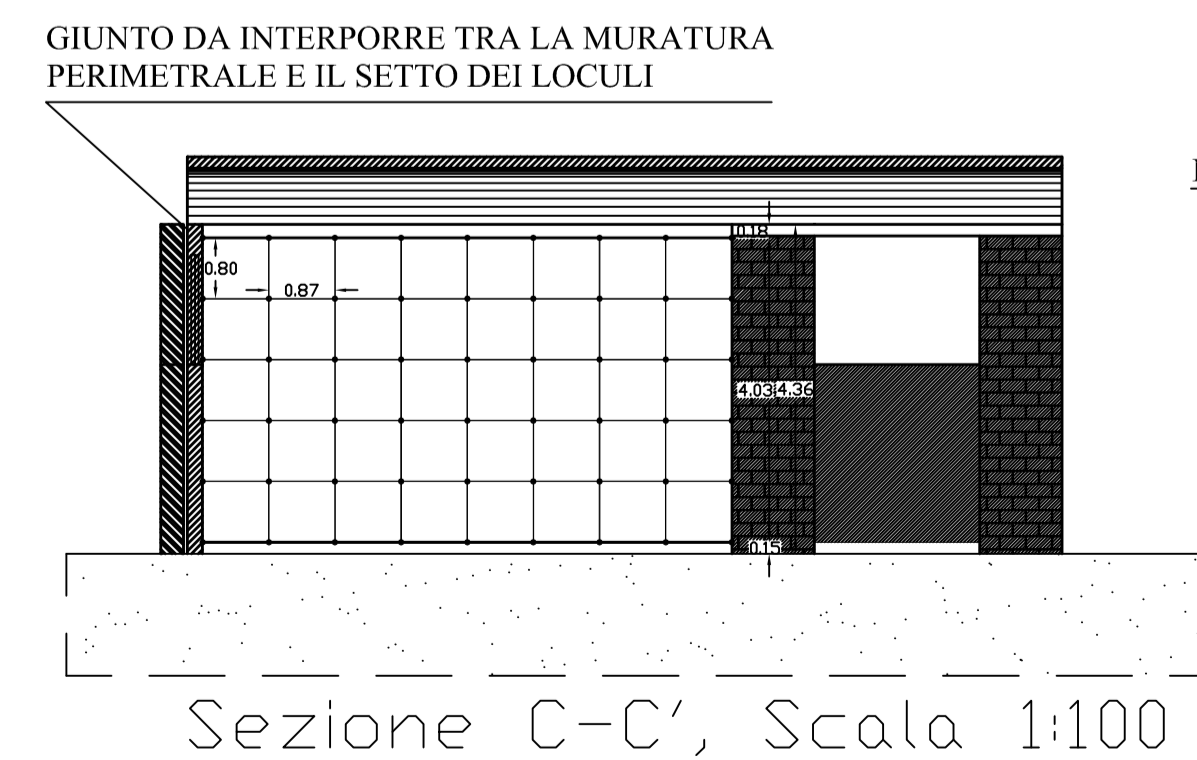 GIUNTO DA INTERPORRE TRA LA MURATURA
PERIMETRALE E IL SETTO DEI LOCULI
0.18
0.80
0.87
4.03 4.36
0.15
Sezione C-C', Scala 1:100